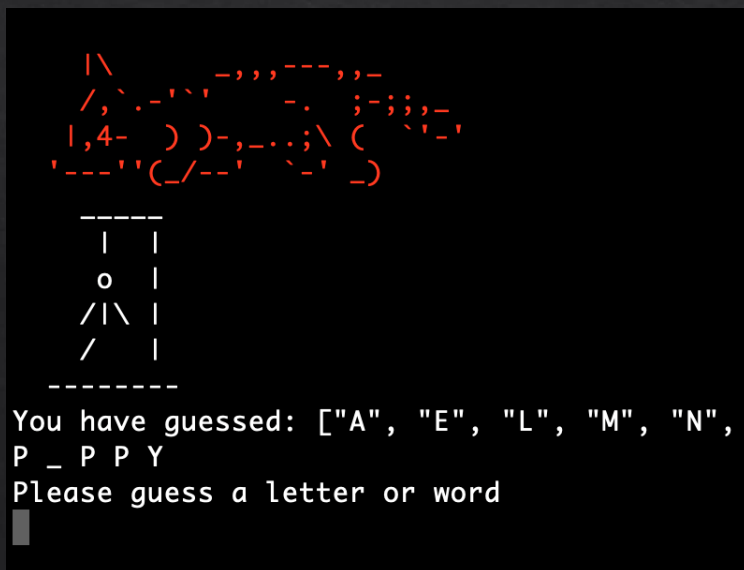 You have guessed: ["A", "E", "L", "M", "N",
P _ P P Y
Please guess a letter or word